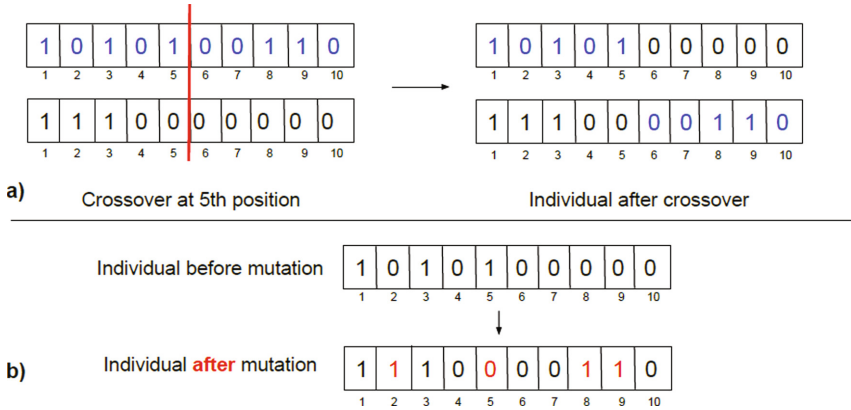 1 0 1 0 1 0 0 1 1 0
1 2 3 4 5 6 7 8 9 10
1 1 1 0 0 0 0 0 0 0
1 2 3 4 5 6 7 8 9 10
1 0 1 0 1 0 0 0 0 0
1 2 3 4 5 6 7 8 9 10
1 1 1 0 0 0 0 1 1 0
1 2 3 4 5 6 7 8 9 10
a) Crossover at 5th position Individual after crossover
Individual before mutation 1 0 1 0 1 0 0 0 0 0
1 2 3 4 5 6 7 8 9 10
b) Individual after mutation 1 1 1 0 0 0 0 1 1 0
1 2 3 4 5 6 7 8 9 10